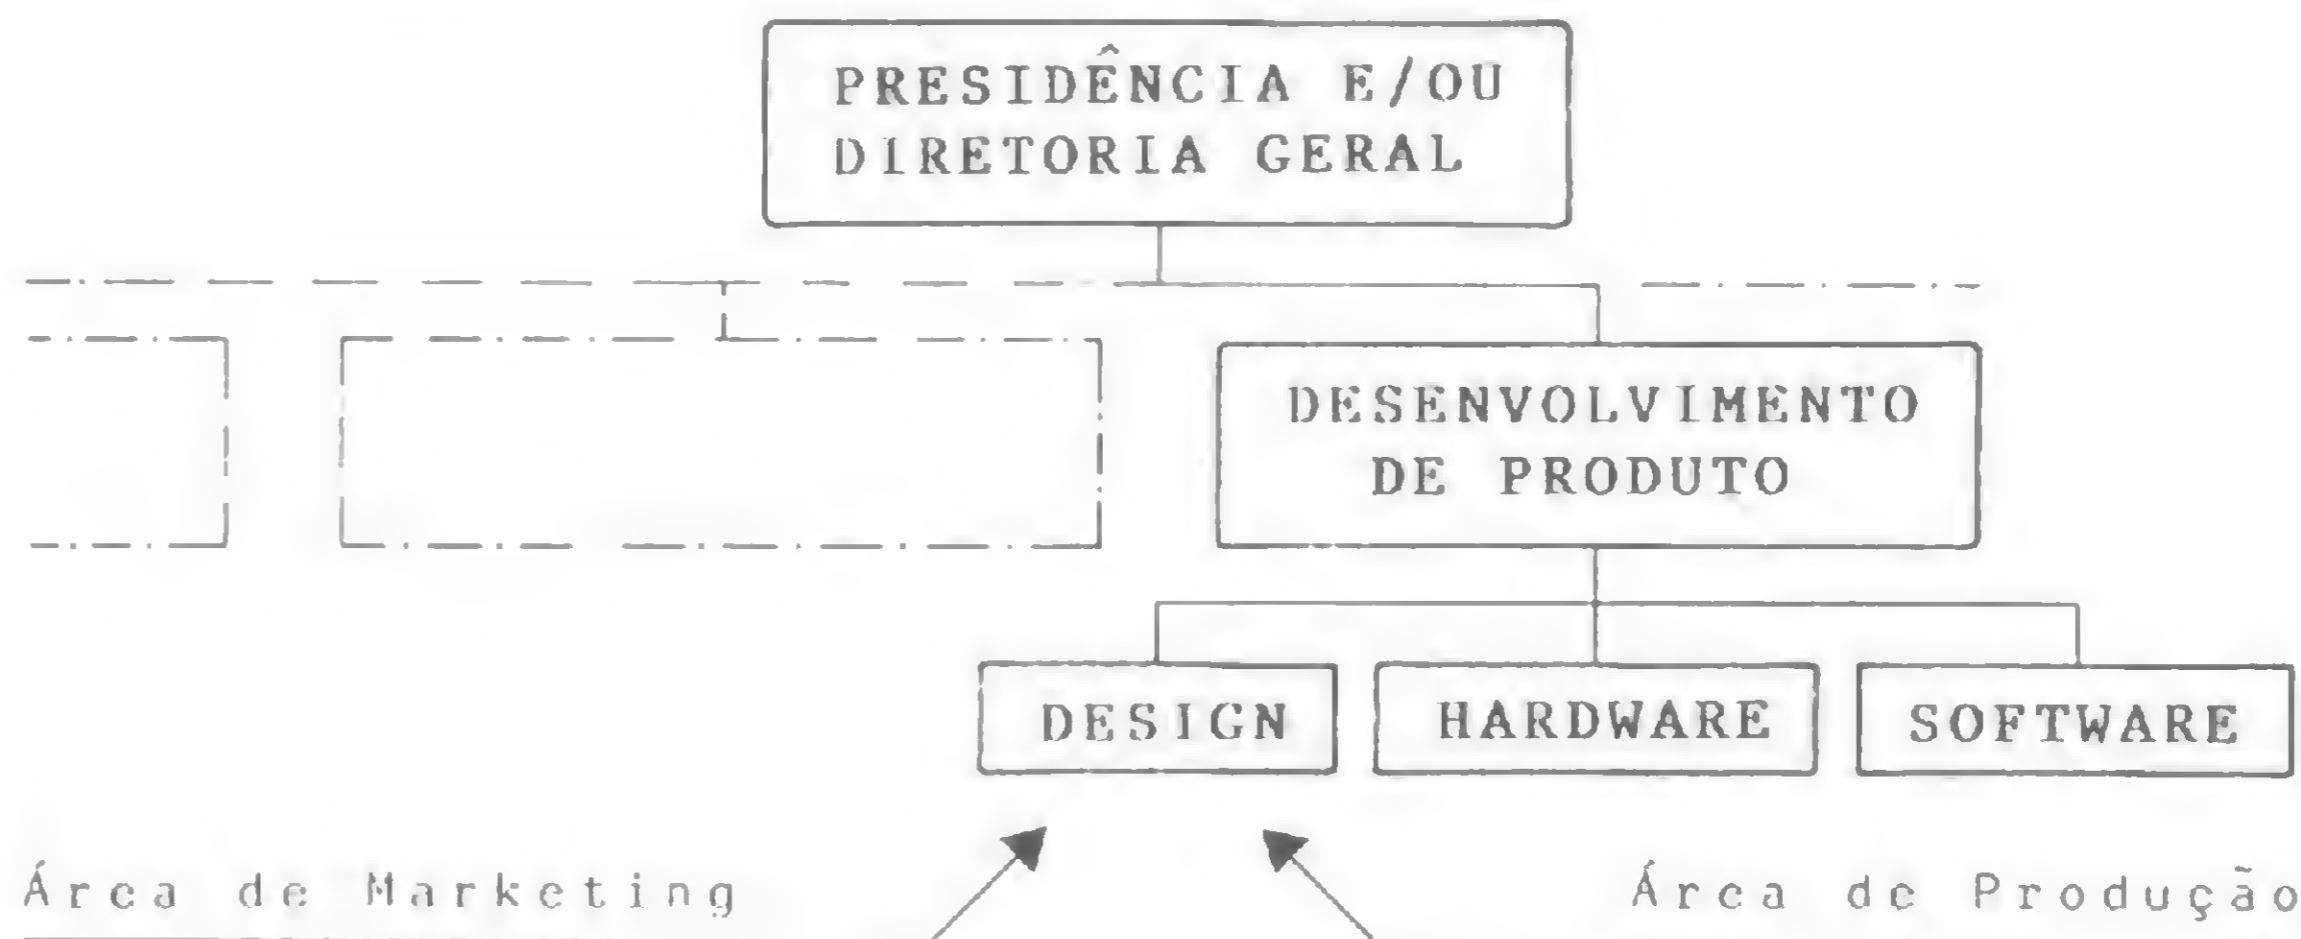 PRESIDÊNCIA E/OU
DIRETORIA GERAL
DESENVOLVIMENTO
DE PRODUTO
DESIGN
HARDWARE
SOFTWARE
Área de Marketing
Área de Produção